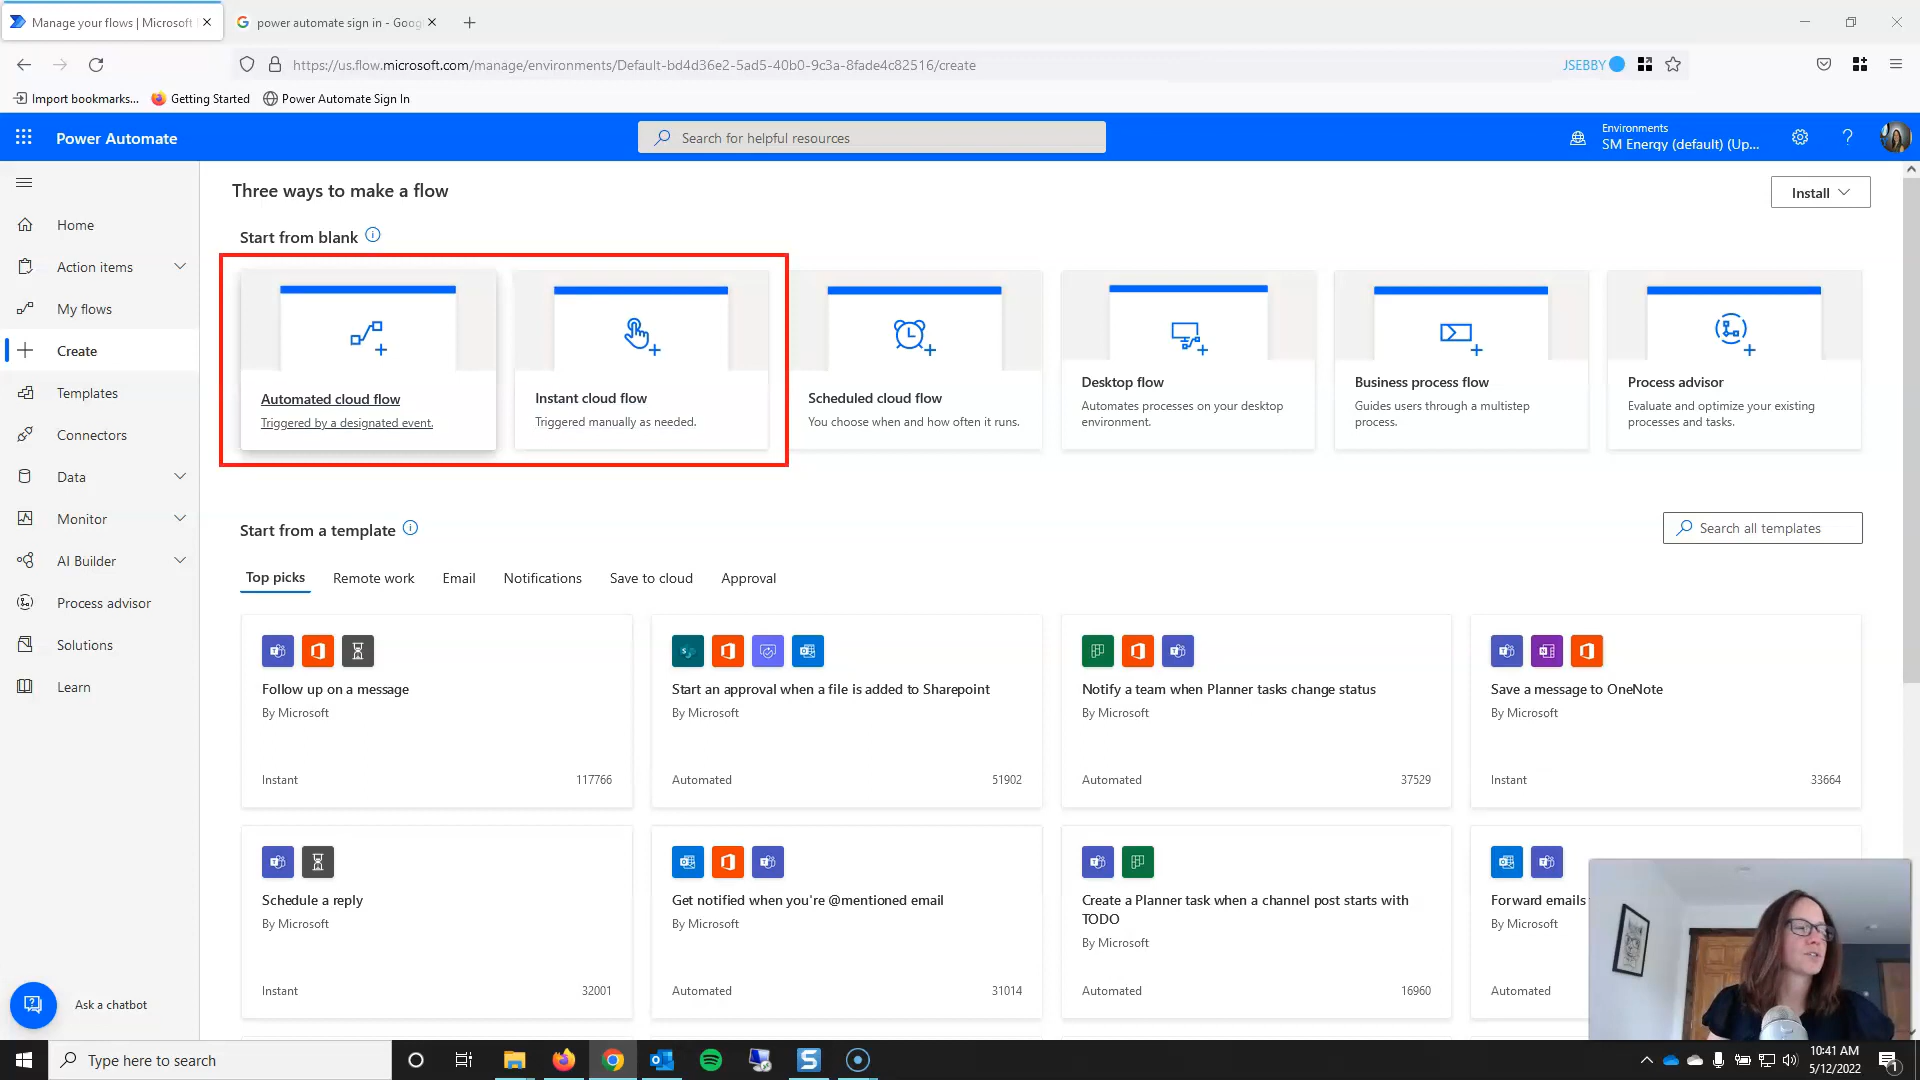 Manage your flows | Microsoft
power automate sign in - Goog
https://us.flow.microsoft.com/manage/environments/Default-bd4d36e2-5ad5-40b0-9c3a-8fade4c82516/create
JSEBBY
Import bookmarks...
Getting Started
Power Automate Sign In
Power Automate
Search for helpful resources
Environments
SM Energy (default) (Up...
Three ways to make a flow
Install
Home
Action items
My flows
Create
Templates
Connectors
Data
Monitor
AI Builder
Process advisor
Solutions
Learn
Ask a chatbot
Start from blank
Automated cloud flow
Triggered by a designated event.
Instant cloud flow
Triggered manually as needed.
Scheduled cloud flow
You choose when and how often it runs.
Desktop flow
Automates processes on your desktop
environment.
Business process flow
Guides users through a multistep
process.
Process advisor
Evaluate and optimize your existing
processes and tasks.
Start from a template
Search all templates
Top picks
Remote work
Email
Notifications
Save to cloud
Approval
Follow up on a message
By Microsoft
Instant
117766
Start an approval when a file is added to Sharepoint
By Microsoft
Automated
51902
Notify a team when Planner tasks change status
By Microsoft
Automated
37529
Save a message to OneNote
By Microsoft
Instant
33664
Schedule a reply
By Microsoft
Instant
32001
Get notified when you're @mentioned email
By Microsoft
Automated
31014
Create a Planner task when a channel post starts with
TODO
By Microsoft
Automated
16960
Forward emails
By Microsoft
Automated
Type here to search
10:41 AM
5/12/2022
1